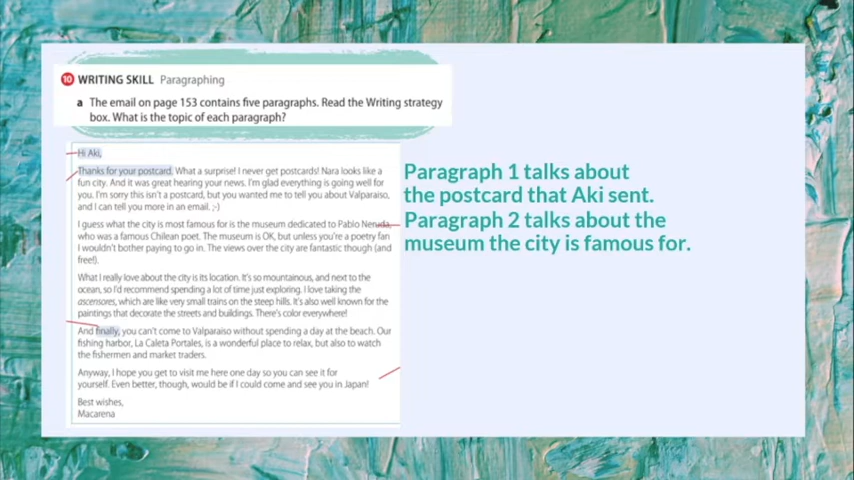 10 WRITING SKILL Paragraphing
a The email on page 153 contains five paragraphs. Read the Writing strategy
box. What is the topic of each paragraph?
Hi Aki,
Thanks for your postcard. What a surprise! I never get postcards! Nara looks like a
fun city. And it was great hearing your news. I'm glad everything is going well for
you. I'm sorry this isn't a postcard, but you wanted me to tell you about Valparaiso,
and I can tell you more in an email. ;-)
I guess what the city is most famous for is the museum dedicated to Pablo Neruda,
who was a famous Chilean poet. The museum is OK, but unless you're a poetry fan
I wouldn't bother paying to go in. The views over the city are fantastic though (and
free!).
What I really love about the city is its location. It's so mountainous, and next to the
ocean, so I'd recommend spending a lot of time just exploring. I love taking the
ascensores, which are like very small trains on the steep hills. It's also well known for the
paintings that decorate the streets and buildings. There's color everywhere!
And finally, you can't come to Valparaiso without spending a day at the beach. Our
fishing harbor, La Caleta Portales, is a wonderful place to relax, but also to watch
the fishermen and market traders.
Anyway, I hope you get to visit me here one day so you can see it for
yourself. Even better, though, would be if I could come and see you in Japan!
Best wishes,
Macarena
Paragraph 1 talks about
the postcard that Aki sent.
Paragraph 2 talks about the
museum the city is famous for.